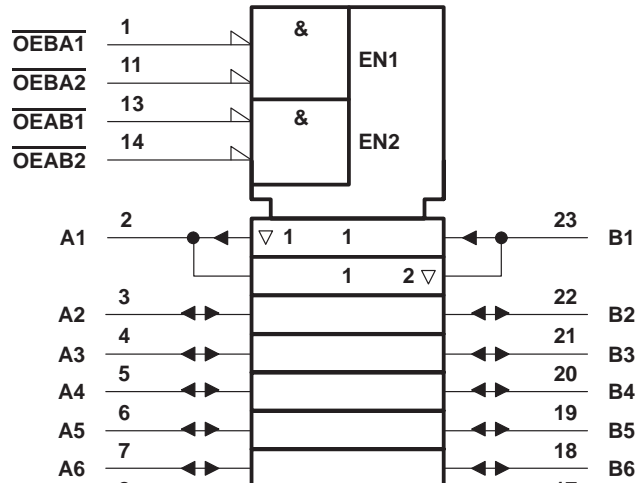 OEBA1 1 &
OEBA2 11 EN1
OEAB1 13 &
OEAB2 14 EN2
A1 2 ▽ 1 1 23 B1
1 2 ▽
A2 3 22 B2
A3 4 21 B3
A4 5 20 B4
A5 6 19 B5
A6 7 18 B6